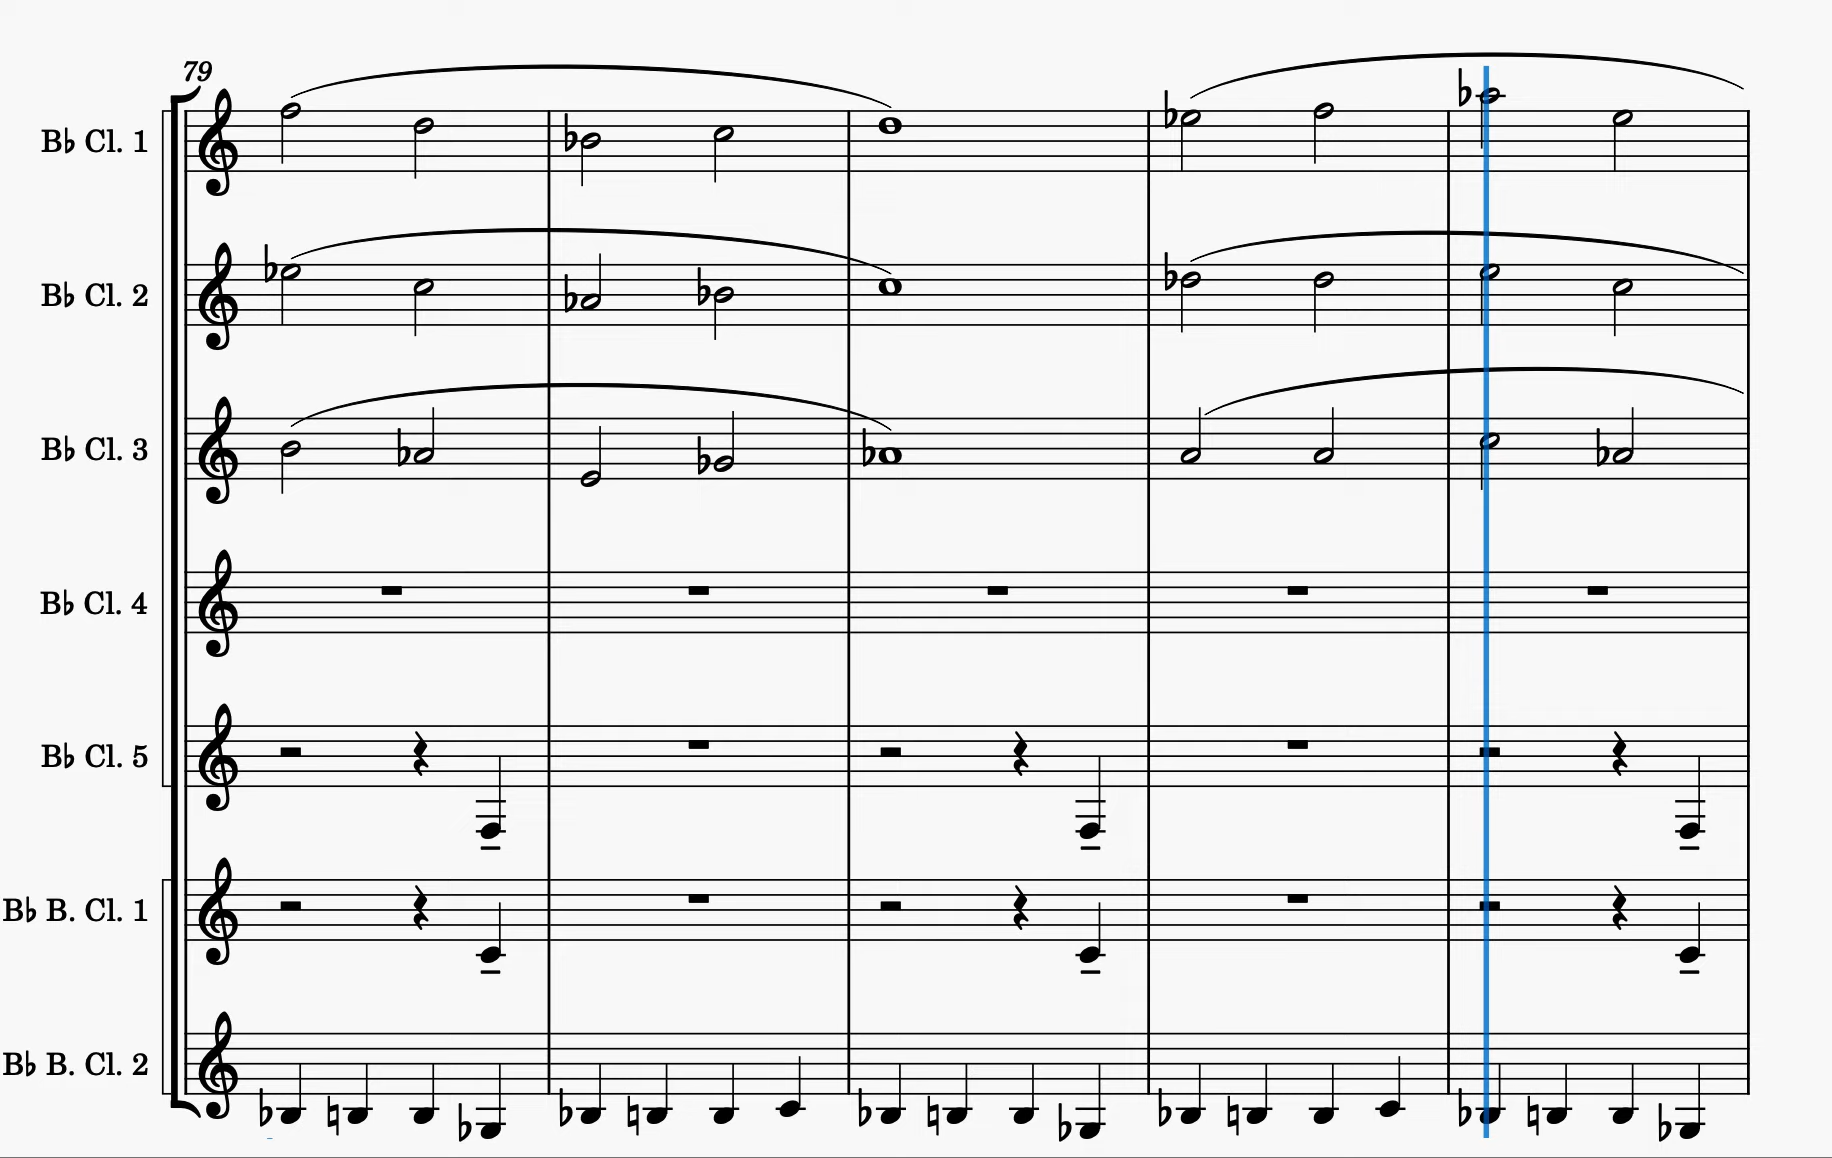 79
B♭ Cl. 1
B♭ Cl. 2
B♭ Cl. 3
B♭ Cl. 4
B♭ Cl. 5
B♭ B. Cl. 1
B♭ B. Cl. 2